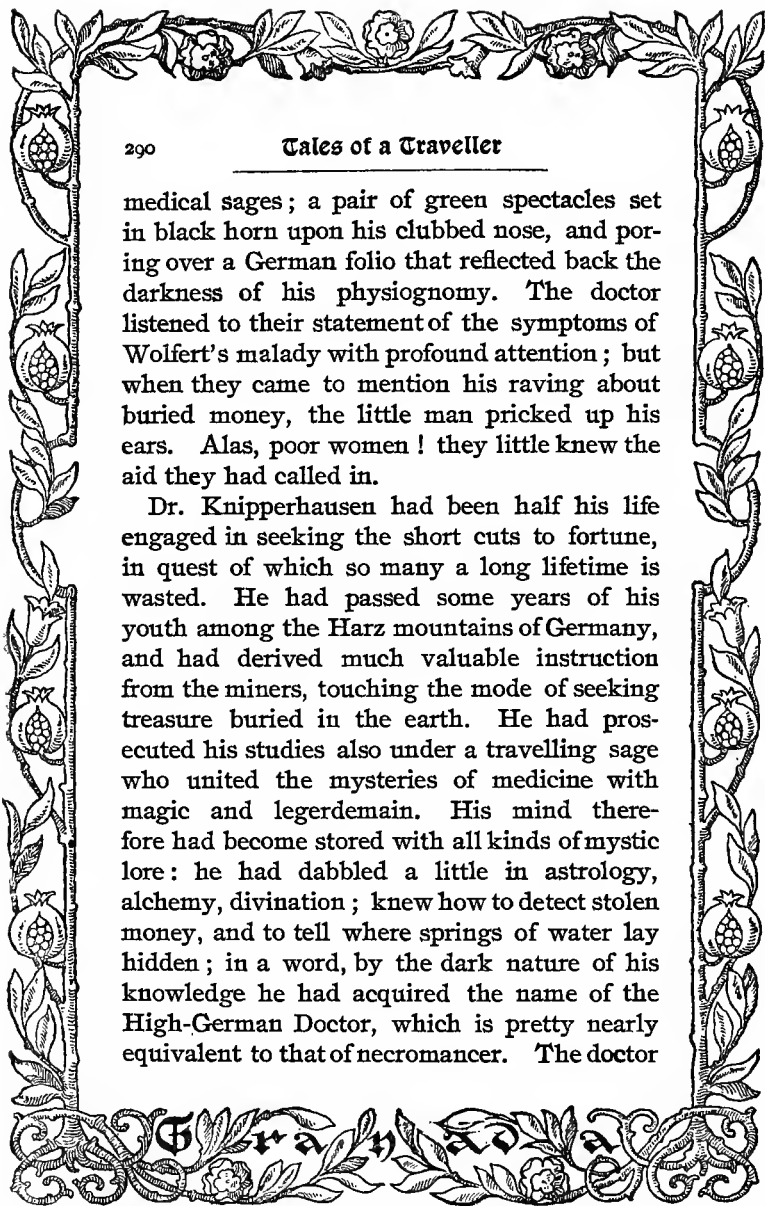 290 Tales of a Traveller
medical sages; a pair of green spectacles set
in black horn upon his clubbed nose, and por-
ing over a German folio that reflected back the
darkness of his physiognomy. The doctor
listened to their statement of the symptoms of
Wolfert's malady with profound attention; but
when they came to mention his raving about
buried money, the little man pricked up his
ears. Alas, poor women! they little knew the
aid they had called in.
Dr. Knipperhausen had been half his life
engaged in seeking the short cuts to fortune,
in quest of which so many a long lifetime is
wasted. He had passed some years of his
youth among the Harz mountains of Germany,
and had derived much valuable instruction
from the miners, touching the mode of seeking
treasure buried in the earth. He had pros-
ecuted his studies also under a travelling sage
who united the mysteries of medicine with
magic and legerdemain. His mind there-
fore had become stored with all kinds of mystic
lore: he had dabbled a little in astrology,
alchemy, divination; knew how to detect stolen
money, and to tell where springs of water lay
hidden; in a word, by the dark nature of his
knowledge he had acquired the name of the
High-German Doctor, which is pretty nearly
equivalent to that of necromancer. The doctor
Granada